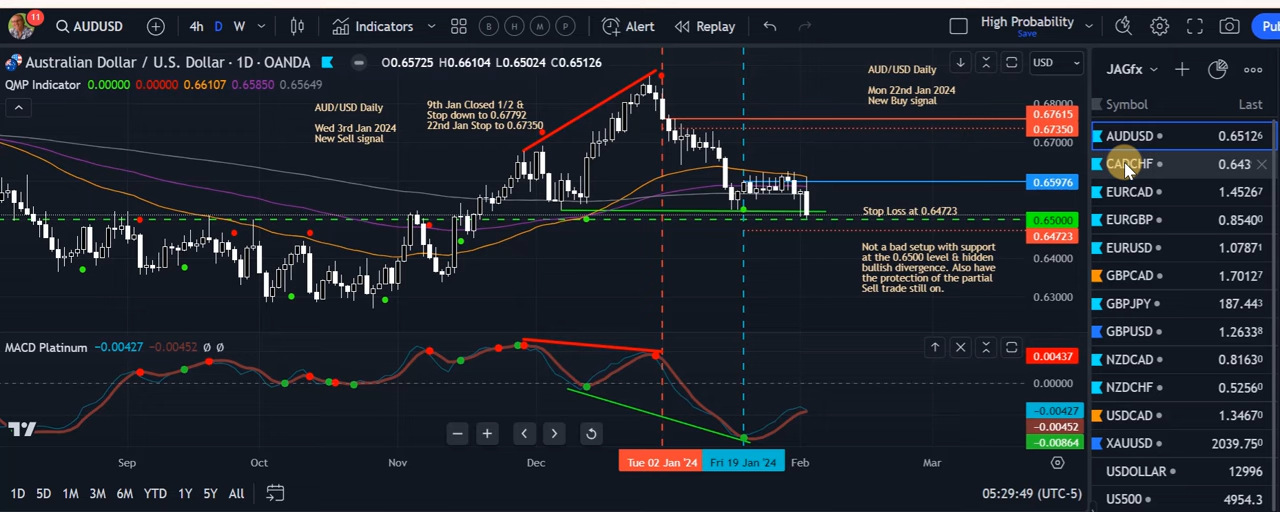 11
AUDUSD
4h D W
Indicators
B H M P
Alert
Replay
High Probability
Save
Pub
Australian Dollar / U.S. Dollar · 1D · OANDA
O0.65725 H0.66104 L0.65024 C0.65126
QMP Indicator 0.00000 0.00000 0.66107 0.65850 0.65649
USD
AUD/USD Daily
Wed 3rd Jan 2024
New Sell signal
9th Jan Closed 1/2 &
Stop down to 0.67792
22nd Jan Stop to 0.67350
AUD/USD Daily
Mon 22nd Jan 2024
New Buy signal
Stop Loss at 0.64723
Not a bad setup with support
at the 0.6500 level & hidden
bullish divergence. Also have
the protection of the partial
Sell trade still on.
0.68000
0.67615
0.67350
0.67000
0.65976
0.65000
0.64723
0.64000
0.63000
MACD Platinum −0.00427 −0.00452 Ø Ø
0.00437
0.00000
−0.00427
−0.00452
−0.00864
Sep Oct Nov Dec Tue 02 Jan '24 Fri 19 Jan '24 Feb Mar
1D 5D 1M 3M 6M YTD 1Y 5Y All
05:29:49 (UTC-5)
JAGfx
Symbol Last
AUDUSD 0.65126
CADCHF 0.643
EURCAD 1.45267
EURGBP 0.85400
EURUSD 1.07871
GBPCAD 1.70127
GBPJPY 187.443
GBPUSD 1.26338
NZDCAD 0.81630
NZDCHF 0.52560
USDCAD 1.34670
XAUUSD 2039.750
USDOLLAR 12996
US500 4954.3